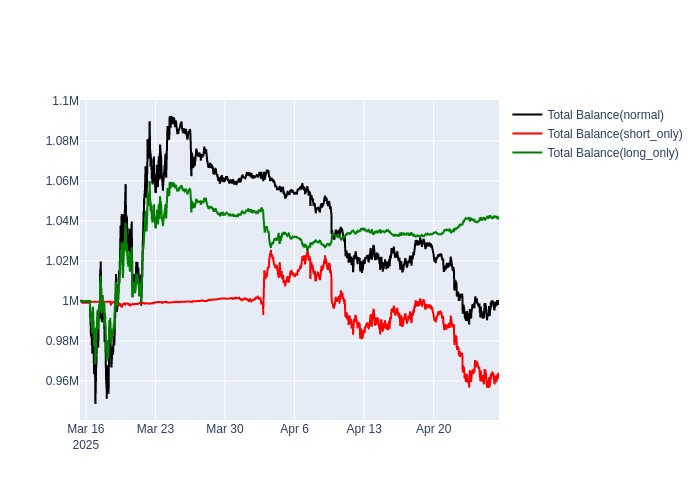 1.1M
1.08M
1.06M
1.04M
1.02M
1M
0.98M
0.96M
Mar 16
2025
Mar 23
Mar 30
Apr 6
Apr 13
Apr 20
Total Balance(normal)
Total Balance(short_only)
Total Balance(long_only)